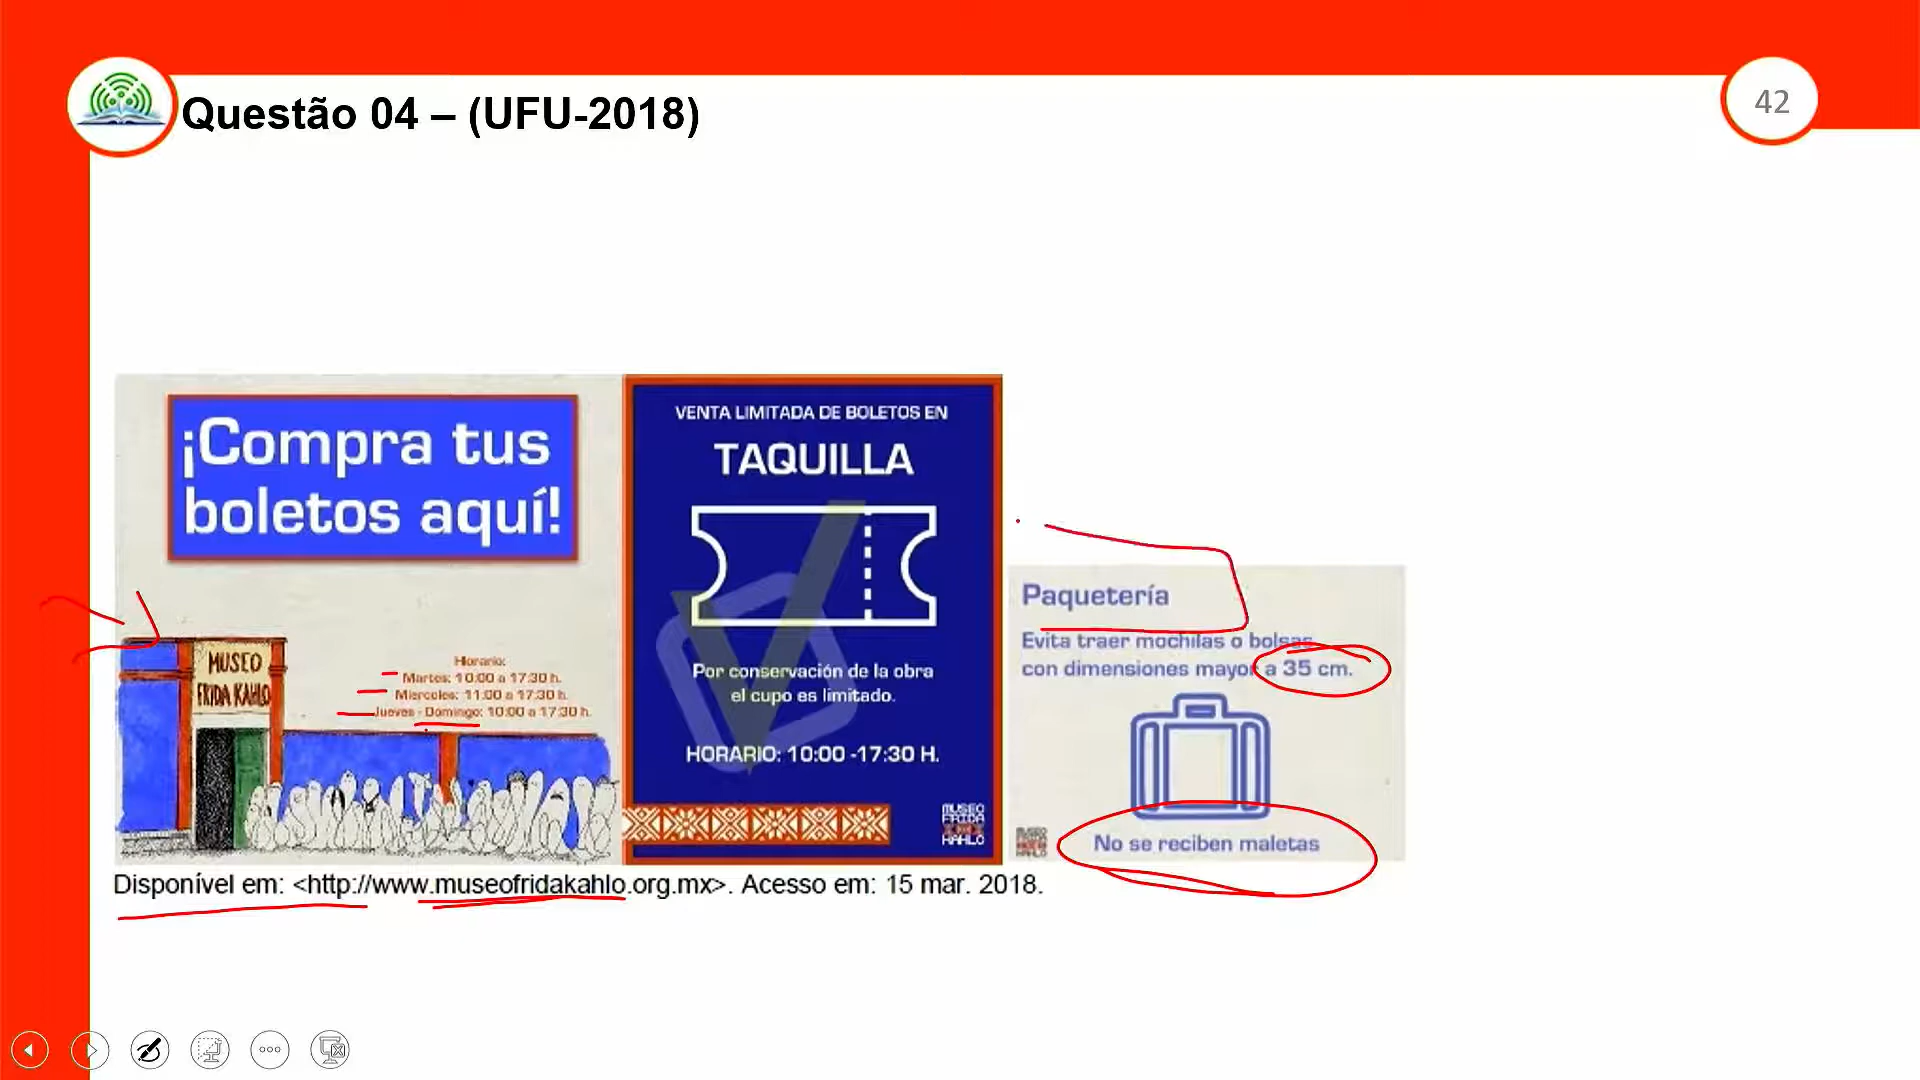 Questão 04 – (UFU-2018)
42
¡Compra tus
boletos aquí!
MUSEO
FRIDA KAHLO
Horario:
Martes: 10:00 a 17:30 h.
Miércoles: 11:00 a 17:30 h.
Jueves - Domingo: 10:00 a 17:30 h.
VENTA LIMITADA DE BOLETOS EN
TAQUILLA
Por conservación de la obra
el cupo es limitado.
HORARIO: 10:00 -17:30 H.
MUSEO
FRIDA
KAHLO
Paquetería
Evita traer mochilas o bolsas
con dimensiones mayor a 35 cm.
No se reciben maletas
Disponível em: <http://www.museofridakahlo.org.mx>. Acesso em: 15 mar. 2018.